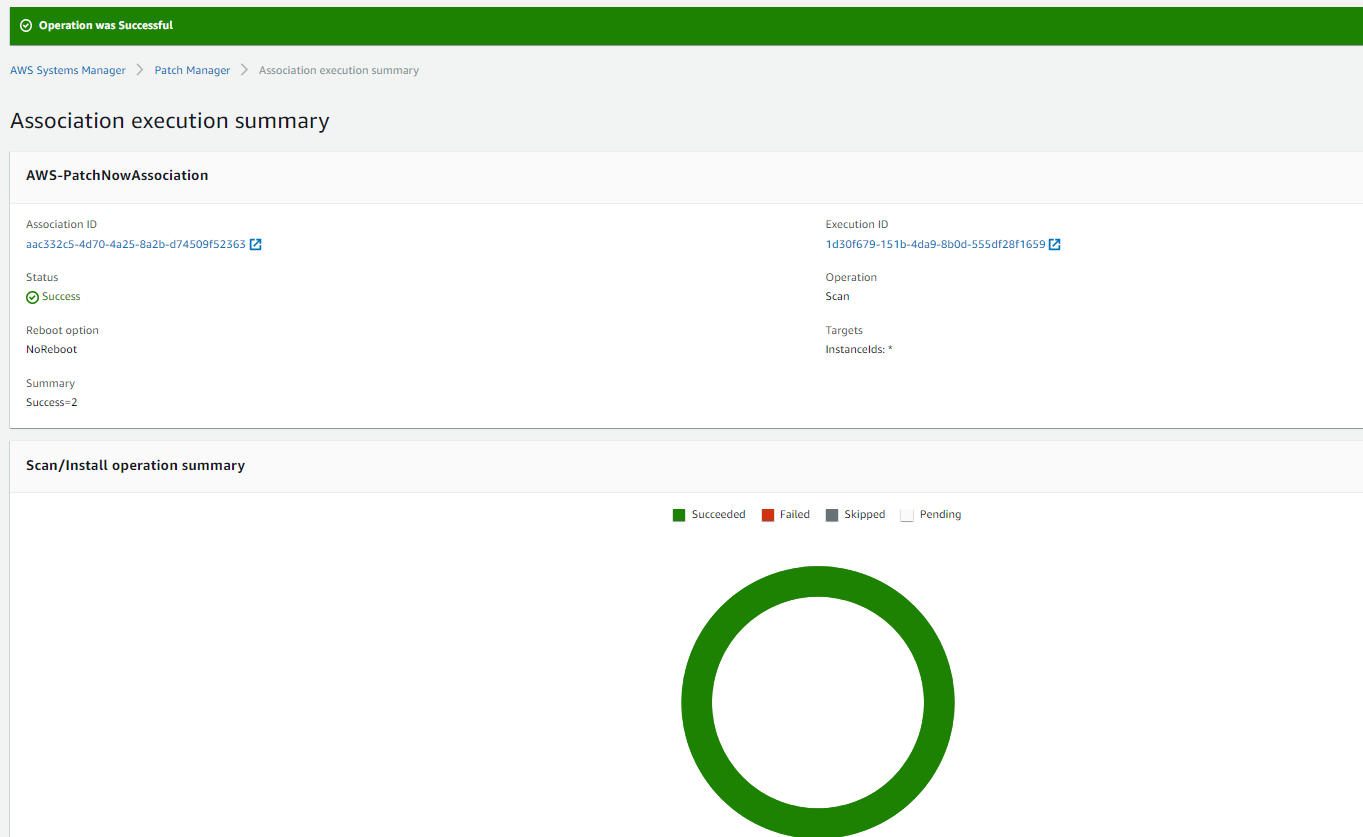 Operation was Successful
AWS Systems Manager > Patch Manager > Association execution summary
Association execution summary
AWS-PatchNowAssociation
Association ID
aac332c5-4d70-4a25-8a2b-d74509f52363
Execution ID
1d30f679-151b-4da9-8b0d-555df28f1659
Status
Success
Operation
Scan
Reboot option
NoReboot
Targets
InstanceIds: *
Summary
Success=2
Scan/Install operation summary
Succeeded Failed Skipped Pending